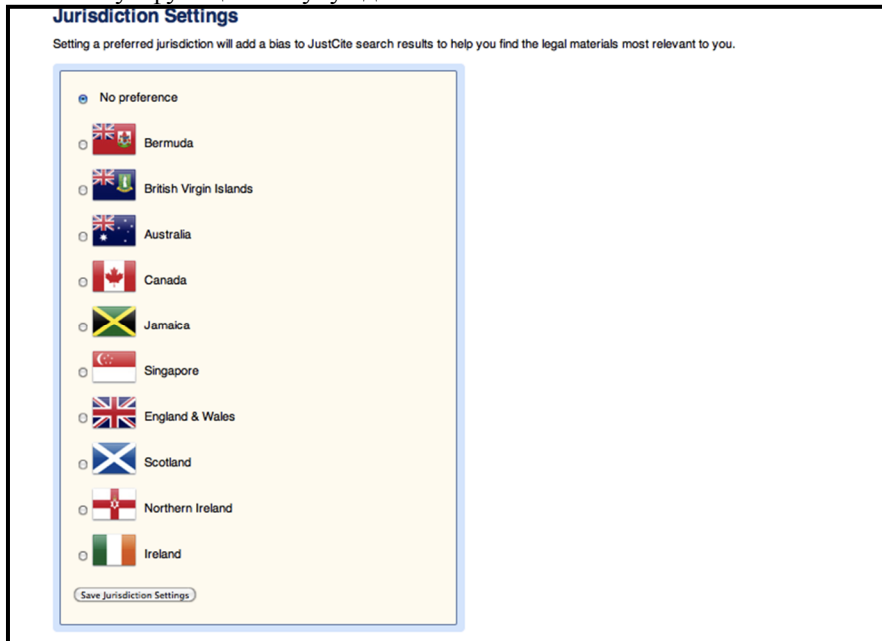 Jurisdiction Settings
Setting a preferred jurisdiction will add a bias to JustCite search results to help you find the legal materials most relevant to you.
No preference
Bermuda
British Virgin Islands
Australia
Canada
Jamaica
Singapore
England & Wales
Scotland
Northern Ireland
Ireland
Save Jurisdiction Settings